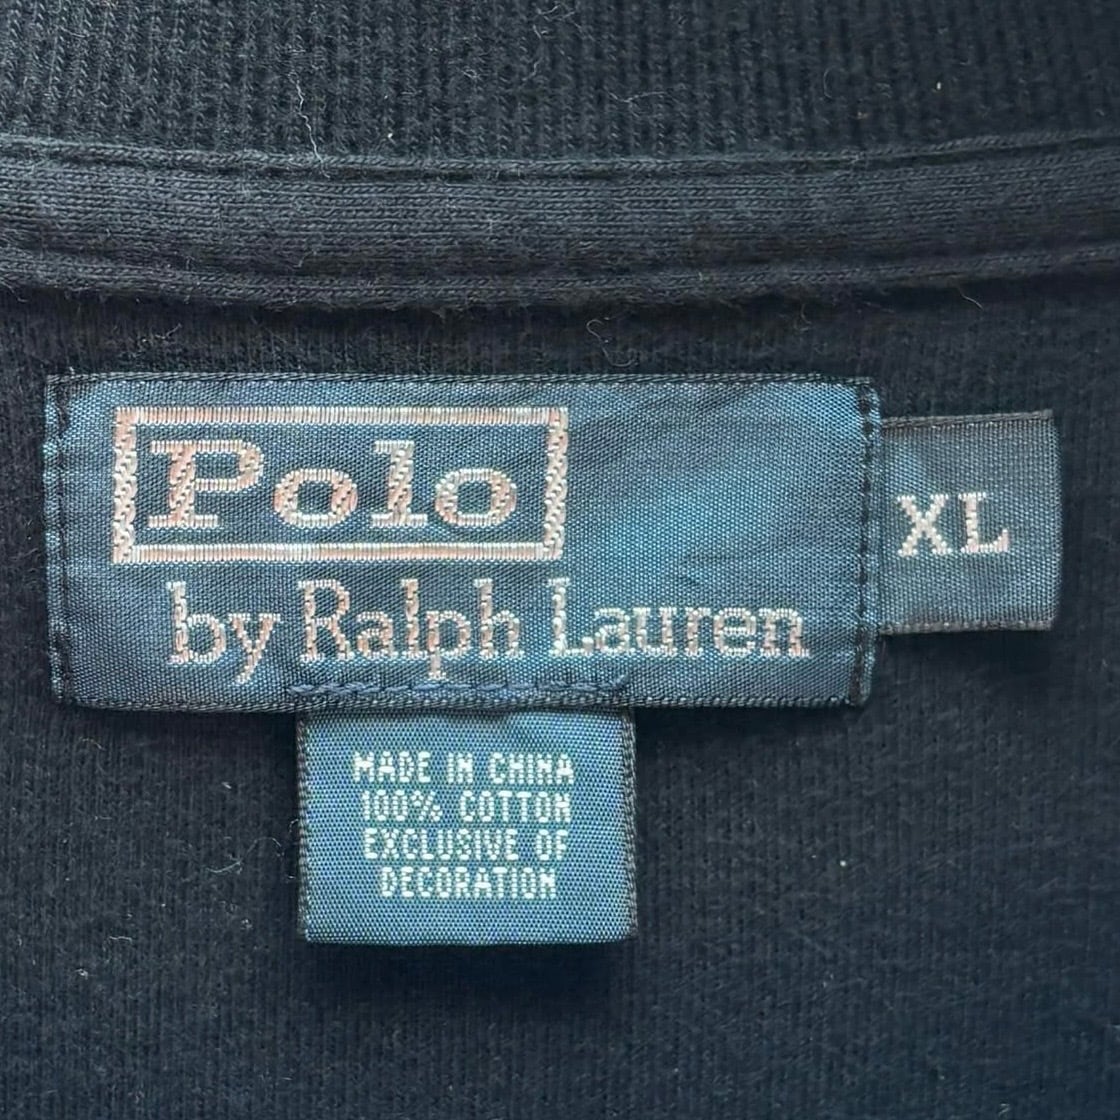 Polo
by Ralph Lauren
XL
MADE IN CHINA
100% COTTON
EXCLUSIVE OF
DECORATION